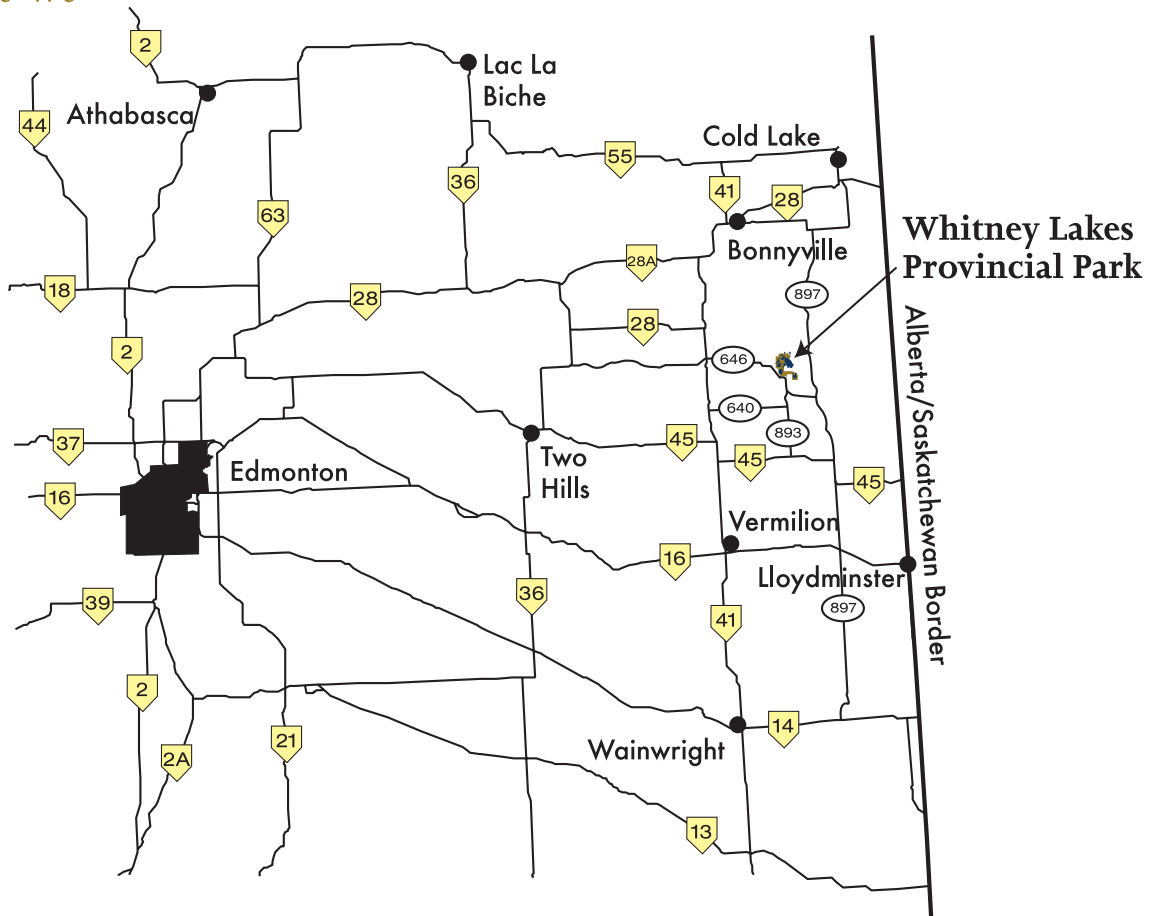 2
Lac La
Biche
Athabasca
44
Cold Lake
55
36
41
28
63
Whitney Lakes
Provincial Park
Bonnyville
28A
18
28
897
28
Alberta/Saskatchewan Border
2
646
640
893
37
45
Two
Hills
45
Edmonton
16
45
Vermilion
16
Lloydminster
36
39
897
41
2
14
21
Wainwright
2A
13